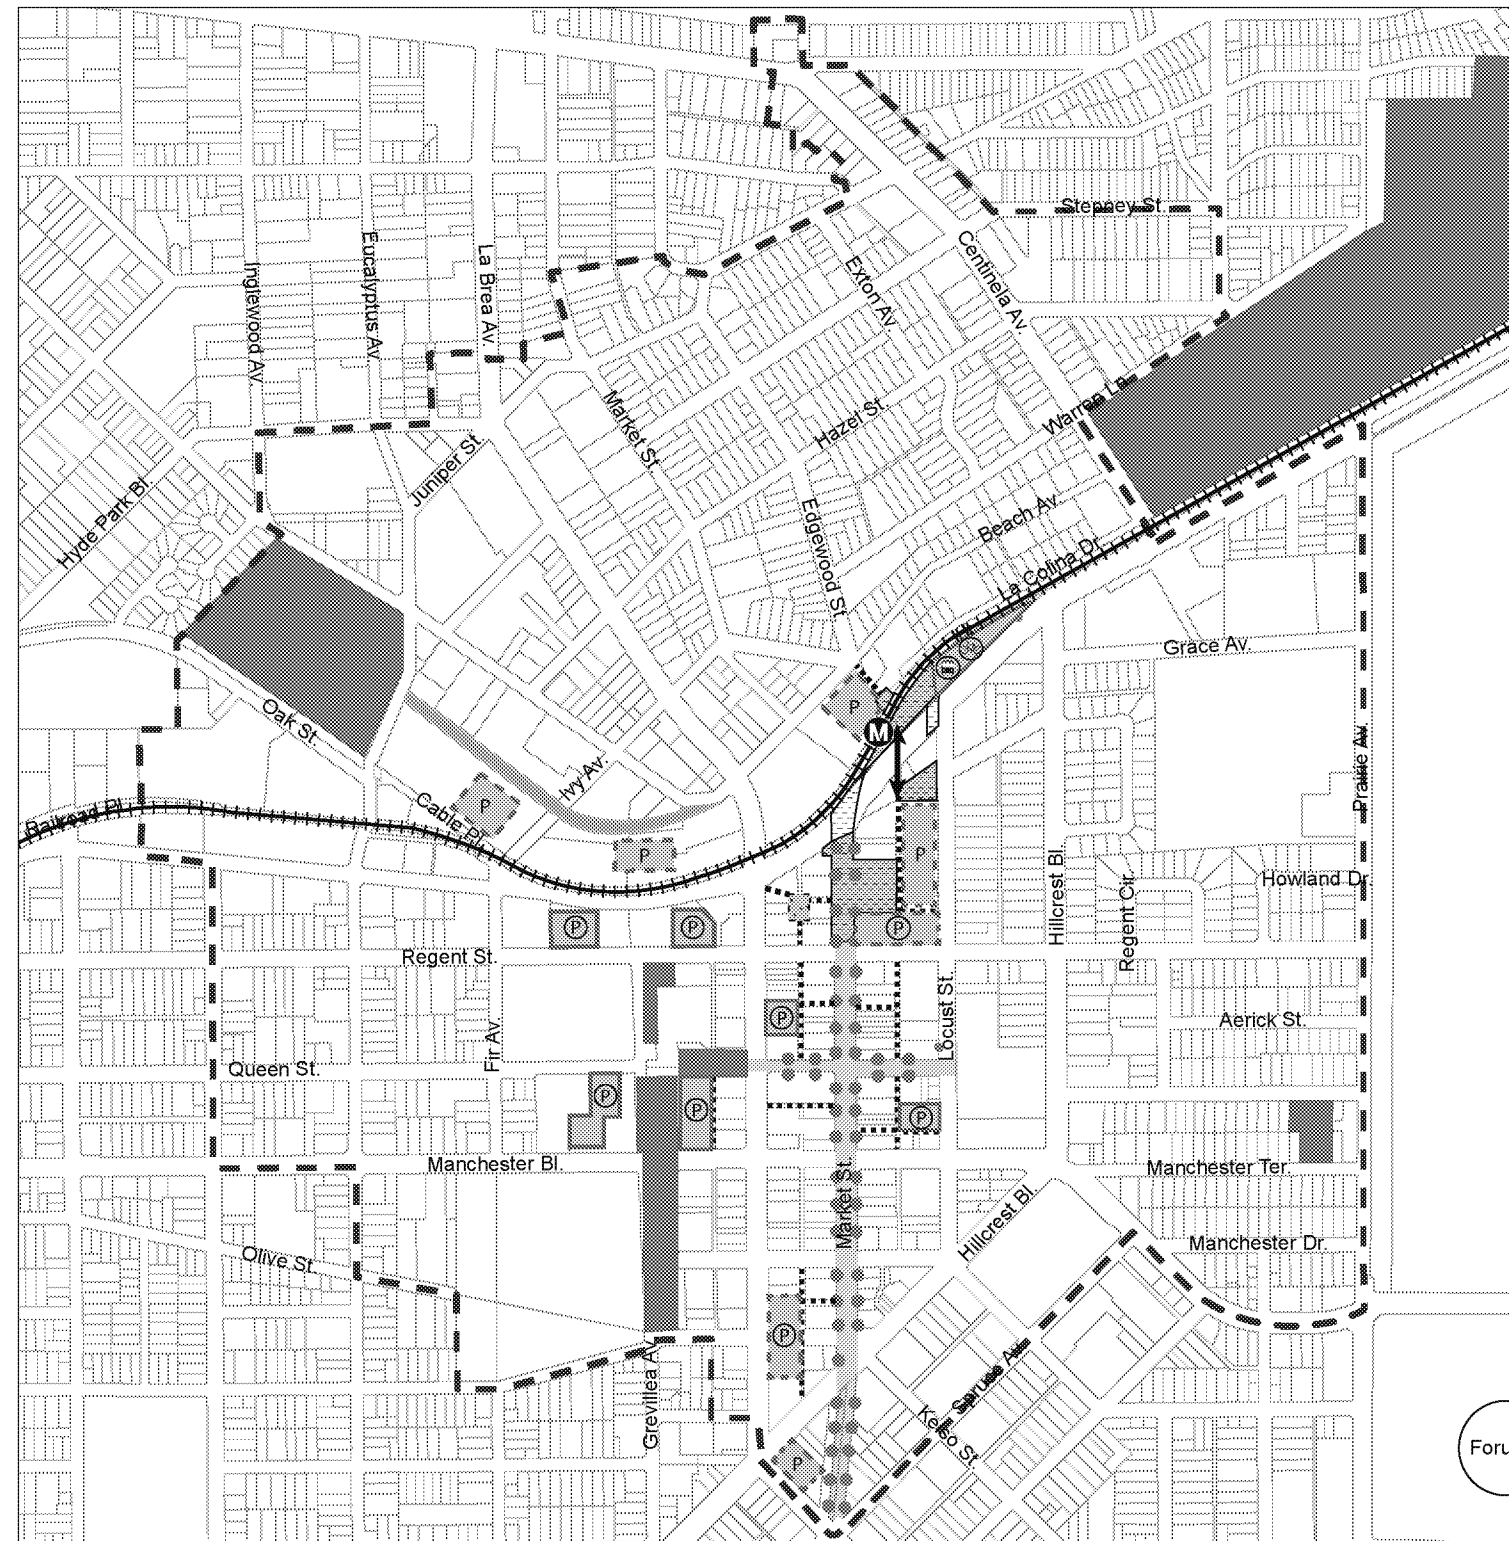 Stepney St.
Centinela Av.
Exton Av.
Inglewood Av.
Eucalyptus Av.
La Brea Av.
Market St.
Hazel St.
Warren Ln.
Juniper St.
Hyde Park Bl.
Edgewood St.
Beach Av.
La Colina Dr.
Grace Av.
Oak St.
P
M
Prairie Av.
Ivy Av.
P
Cable Pl.
Railroad Pl.
P
P
Hillcrest Bl.
Regent Cir.
Howland Dr.
P
P
P
Regent St.
Locust St.
Fir Av.
P
Aerick St.
Queen St.
P
P
P
Manchester Bl.
Manchester Ter.
Market St.
Hillcrest Bl.
Manchester Dr.
Olive St.
P
Grevillea Av.
Spruce Av.
Kelso St.
P
Foru